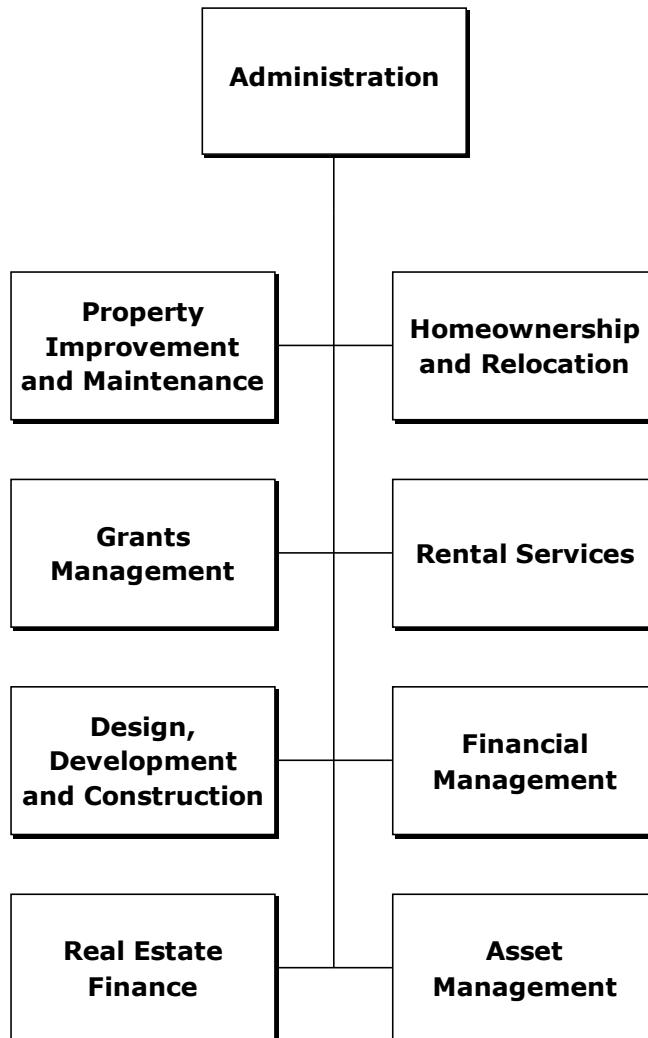 Administration
Property
Improvement
and Maintenance
Homeownership
and Relocation
Grants
Management
Rental Services
Design,
Development
and Construction
Financial
Management
Real Estate
Finance
Asset
Management